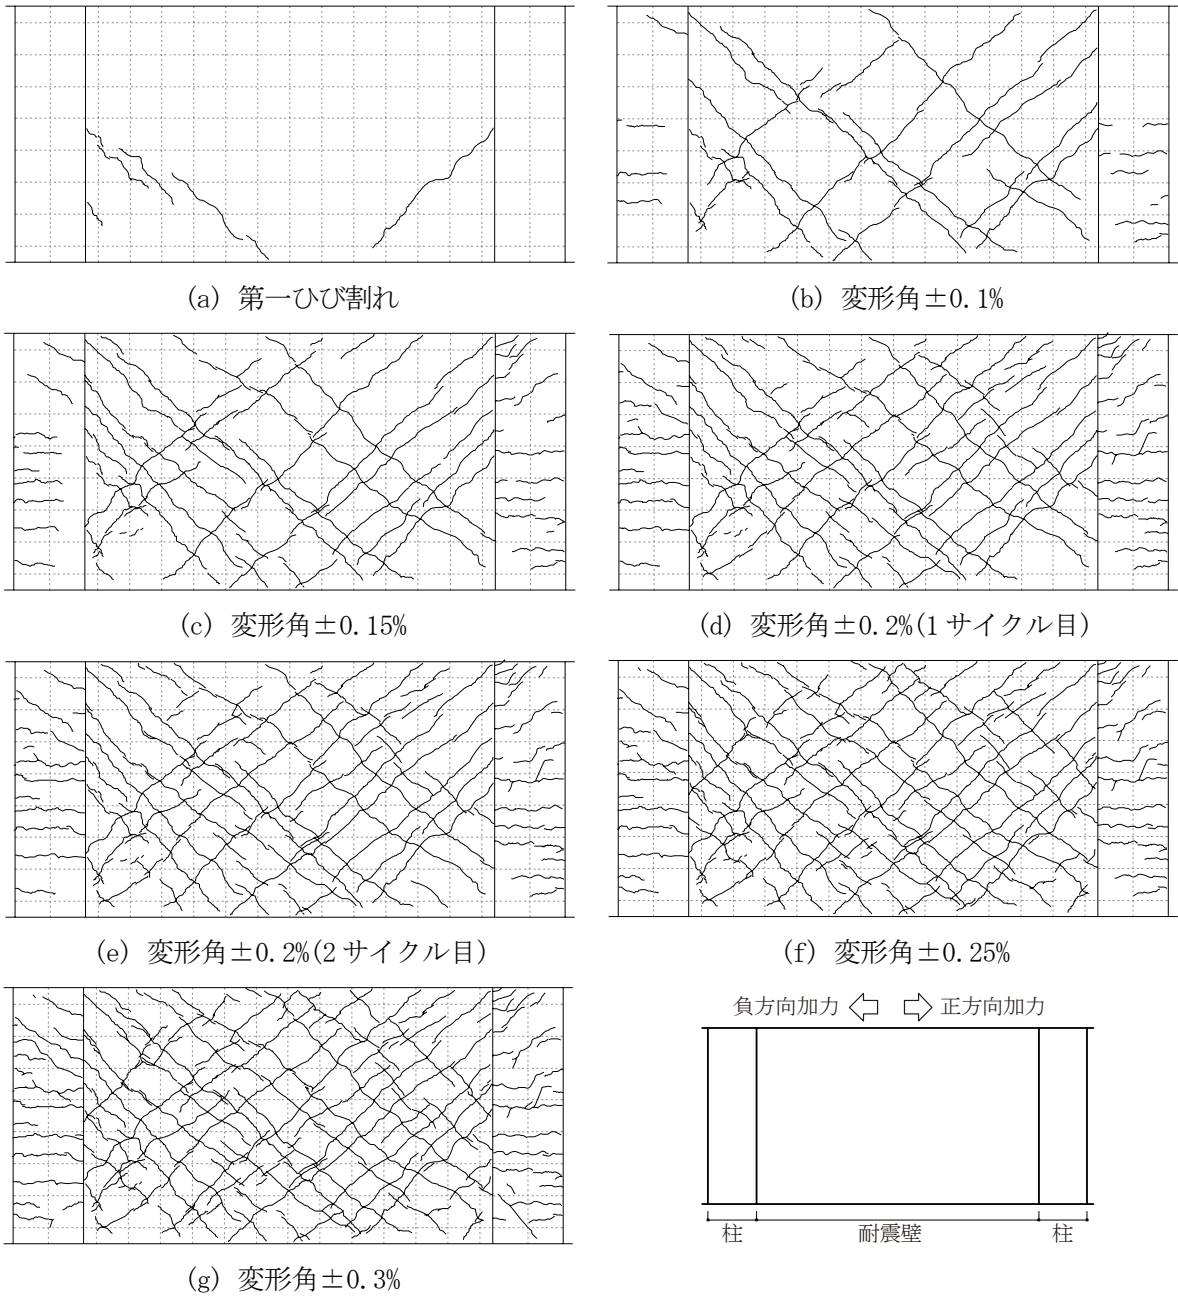 (a) 第一ひび割れ
(b) 変形角±0.1%
(c) 変形角±0.15%
(d) 変形角±0.2%(1サイクル目)
(e) 変形角±0.2%(2サイクル目)
(f) 変形角±0.25%
(g) 変形角±0.3%
負方向加力 正方向加力
柱 耐震壁 柱